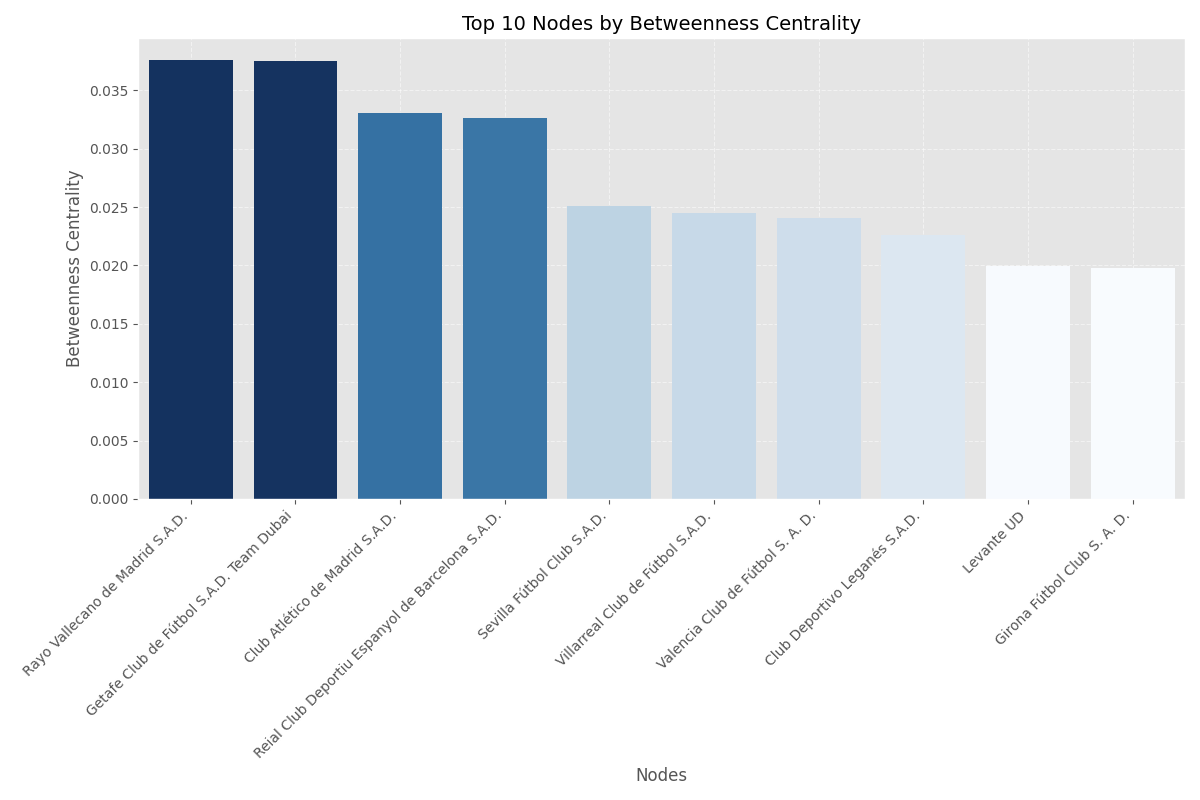 Top 10 Nodes by Betweenness Centrality
Betweenness Centrality
0.035
0.030
0.025
0.020
0.015
0.010
0.005
0.000
Rayo Vallecano de Madrid S.A.D.
Getafe Club de Fútbol S.A.D. Team Dubai
Club Atlético de Madrid S.A.D.
Reial Club Deportiu Espanyol de Barcelona S.A.D.
Sevilla Fútbol Club S.A.D.
Villarreal Club de Fútbol S.A.D.
Valencia Club de Fútbol S. A. D.
Club Deportivo Leganés S.A.D.
Levante UD
Girona Fútbol Club S. A. D.
Nodes